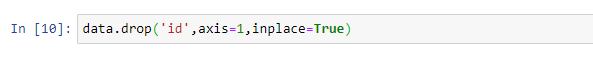 In [10]: data.drop('id',axis=1,inplace=True)